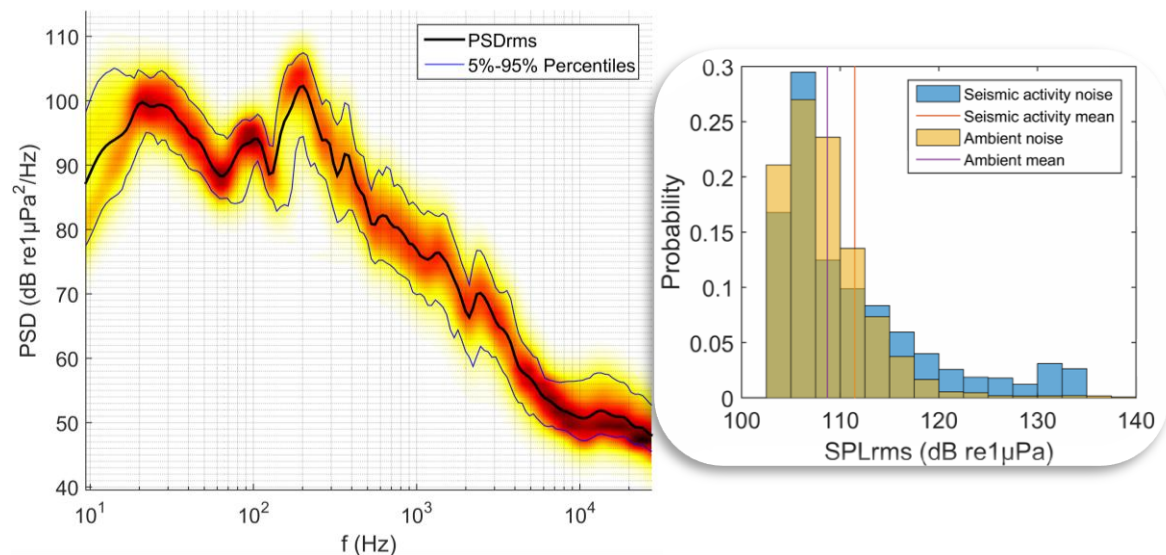 PSD (dB re1µPa²/Hz)
110
100
90
80
70
60
50
40
10¹
10²
10³
10⁴
f (Hz)
PSDrms
5%-95% Percentiles
Probability
0.3
0.25
0.2
0.15
0.1
0.05
0
100
110
120
130
140
SPLrms (dB re1µPa)
Seismic activity noise
Seismic activity mean
Ambient noise
Ambient mean